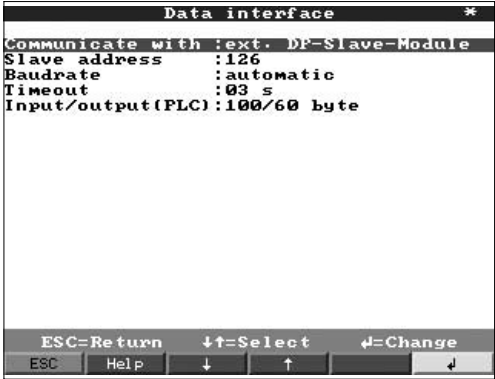 Data interface *
Communicate with :ext. DP-Slave-Module
Slave address :126
Baudrate :automatic
Timeout :03 s
Input/output(PLC):100/60 byte
ESC=Return ↓↑=Select ↲=Change
ESC Help ↓ ↑ ↲